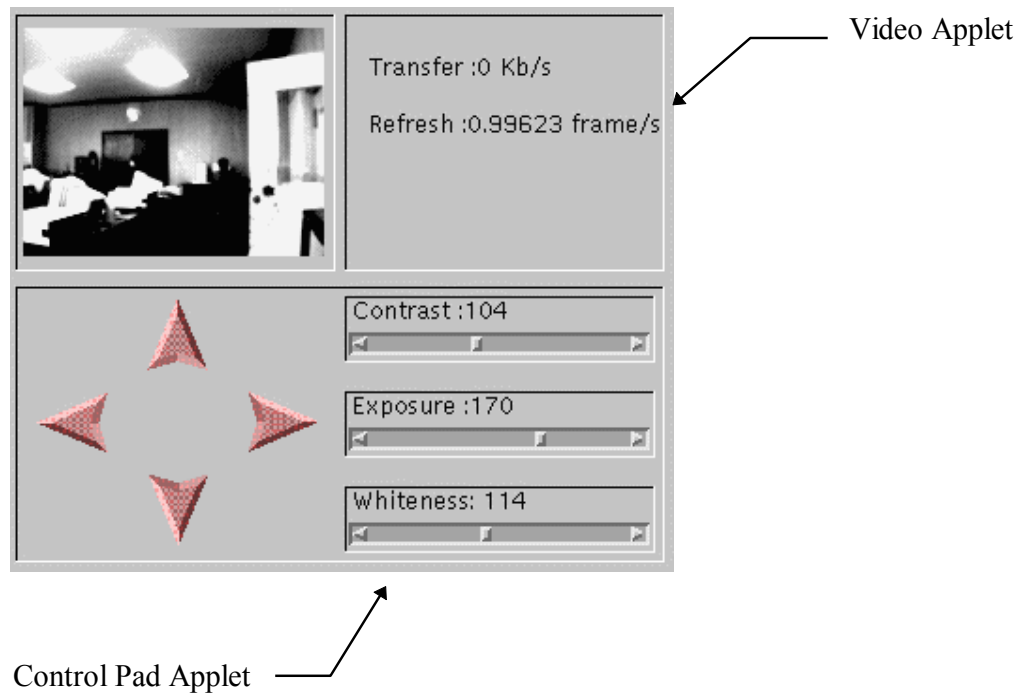 Video Applet
Transfer :0 Kb/s
Refresh :0.99623 frame/s
Contrast :104
Exposure :170
Whiteness: 114
Control Pad Applet